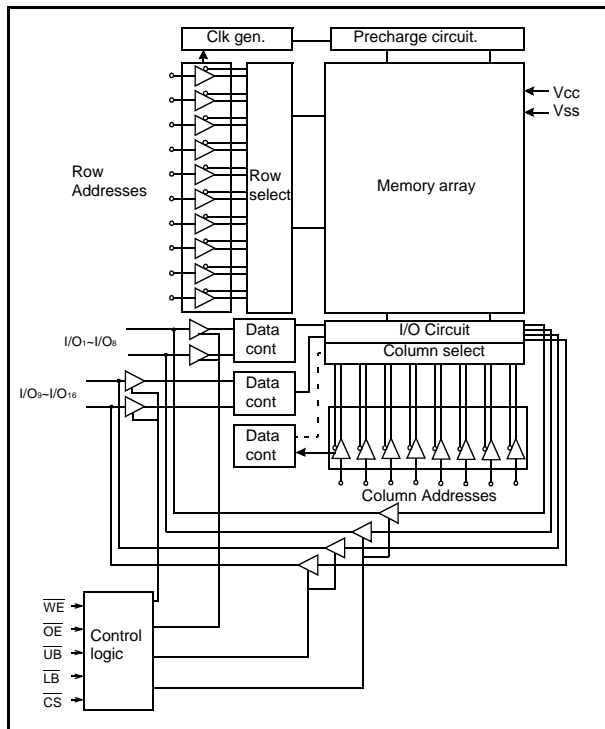 Clk gen.
Precharge circuit.
Vcc
Vss
Row
Addresses
Row
select
Memory array
I/O1~I/O8
Data
cont
I/O Circuit
Column select
I/O9~I/O16
Data
cont
Data
cont
Column Addresses
WE
OE
UB
LB
CS
Control
logic